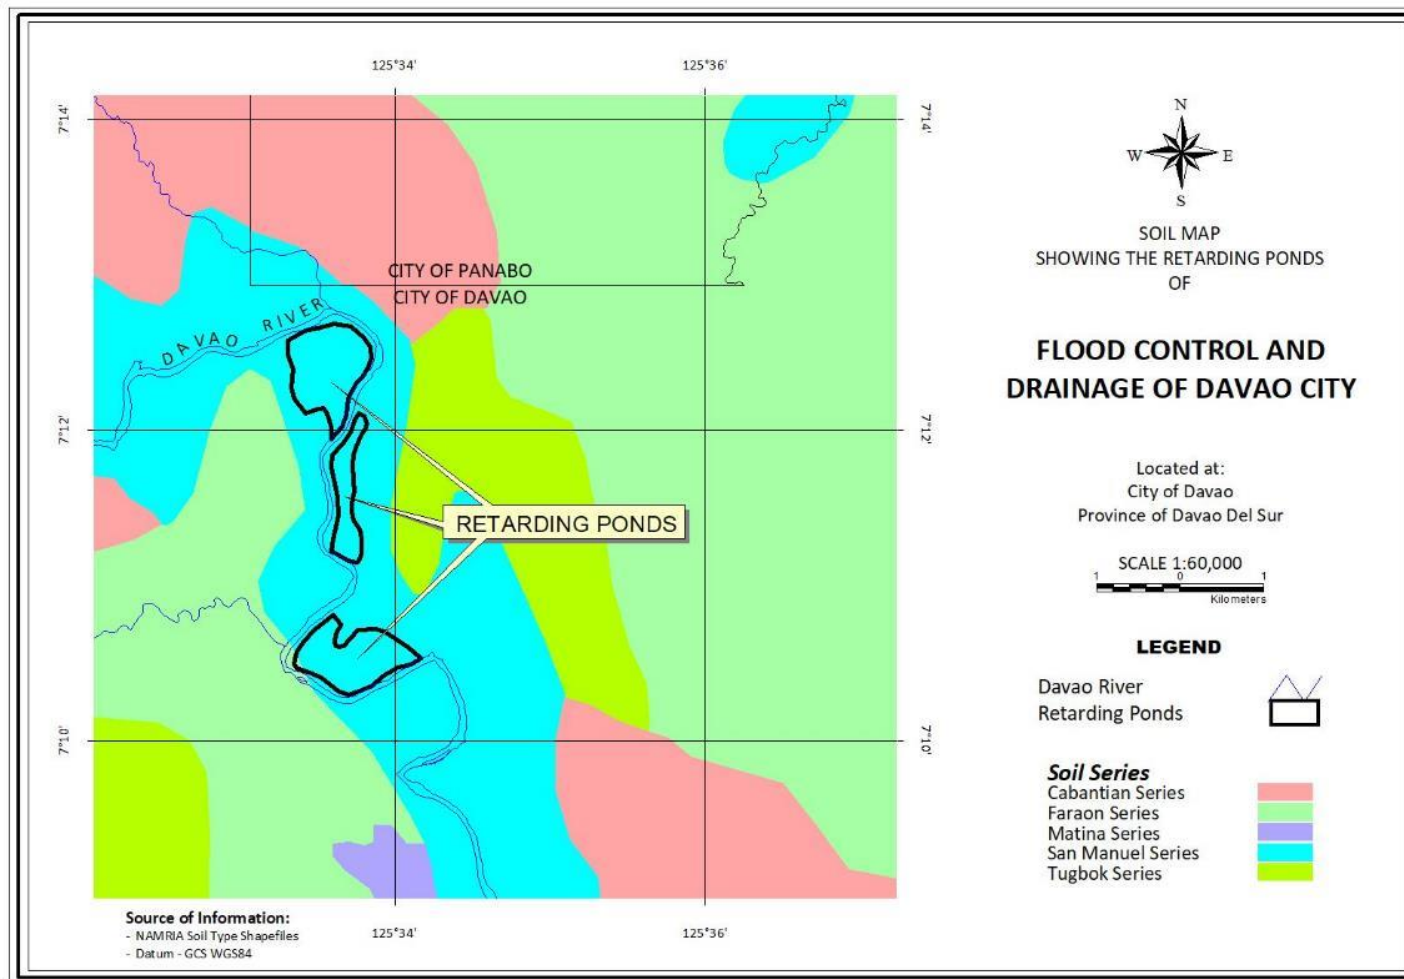 125°34'
125°36'
7°14'
7°14'
CITY OF PANABO
CITY OF DAVAO
DAVAO RIVER
7°12'
7°12'
RETARDING PONDS
7°10'
7°10'
125°34'
125°36'
Source of Information:
- NAMRIA Soil Type Shapefiles
- Datum - GCS WGS84
N
W E
S
SOIL MAP
SHOWING THE RETARDING PONDS
OF
FLOOD CONTROL AND
DRAINAGE OF DAVAO CITY
Located at:
City of Davao
Province of Davao Del Sur
SCALE 1:60,000
1 0 1
Kilometers
LEGEND
Davao River
Retarding Ponds
Soil Series
Cabantian Series
Faraon Series
Matina Series
San Manuel Series
Tugbok Series